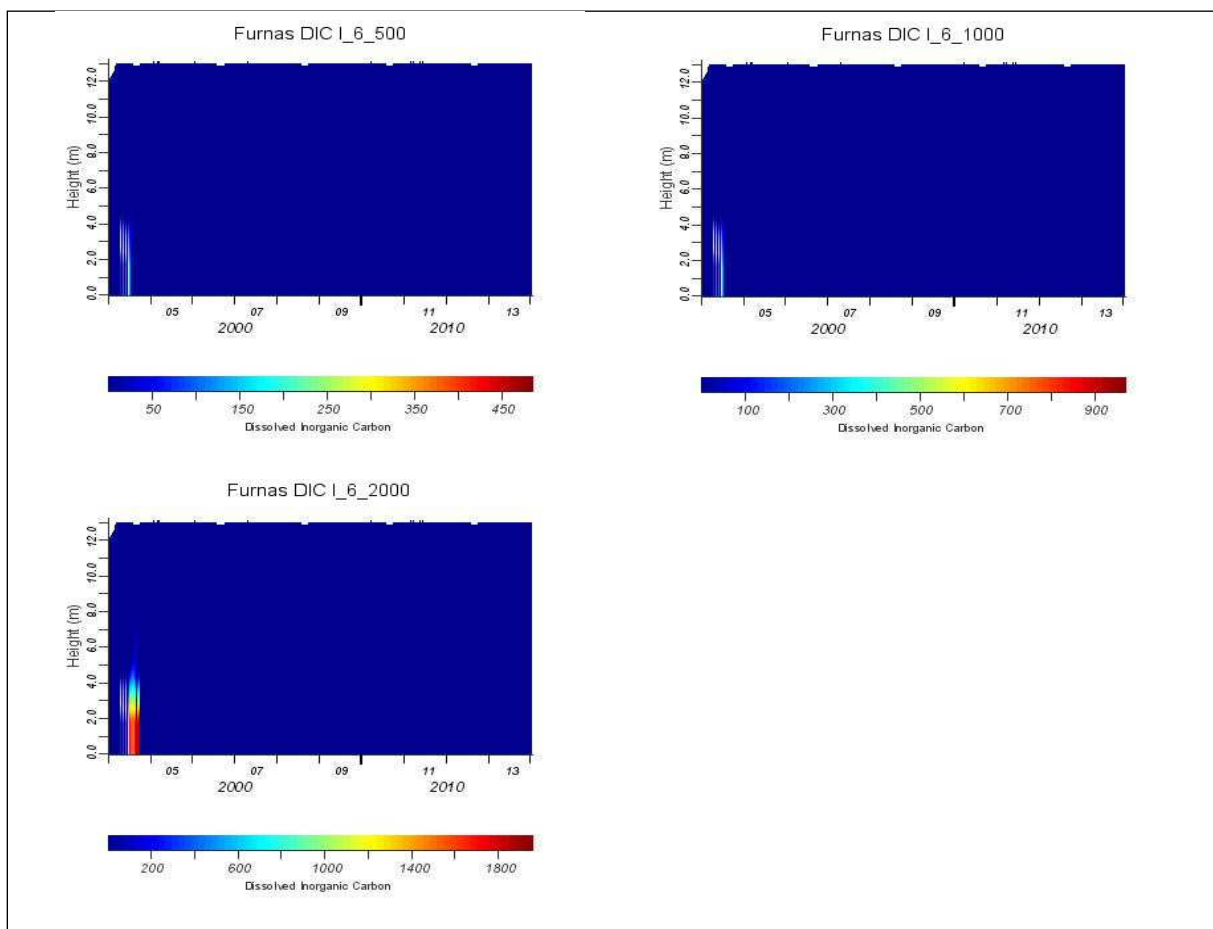 Furnas DIC I_6_500
Height (m)
12.0
10.0
8.0
6.0
4.0
2.0
0.0
05 07 09 11 13
2000 2010
50 150 250 350 450
Dissolved Inorganic Carbon
Furnas DIC I_6_1000
Height (m)
12.0
10.0
8.0
6.0
4.0
2.0
0.0
05 07 09 11 13
2000 2010
100 300 500 700 900
Dissolved Inorganic Carbon
Furnas DIC I_6_2000
Height (m)
12.0
10.0
8.0
6.0
4.0
2.0
0.0
05 07 09 11 13
2000 2010
200 600 1000 1400 1800
Dissolved Inorganic Carbon